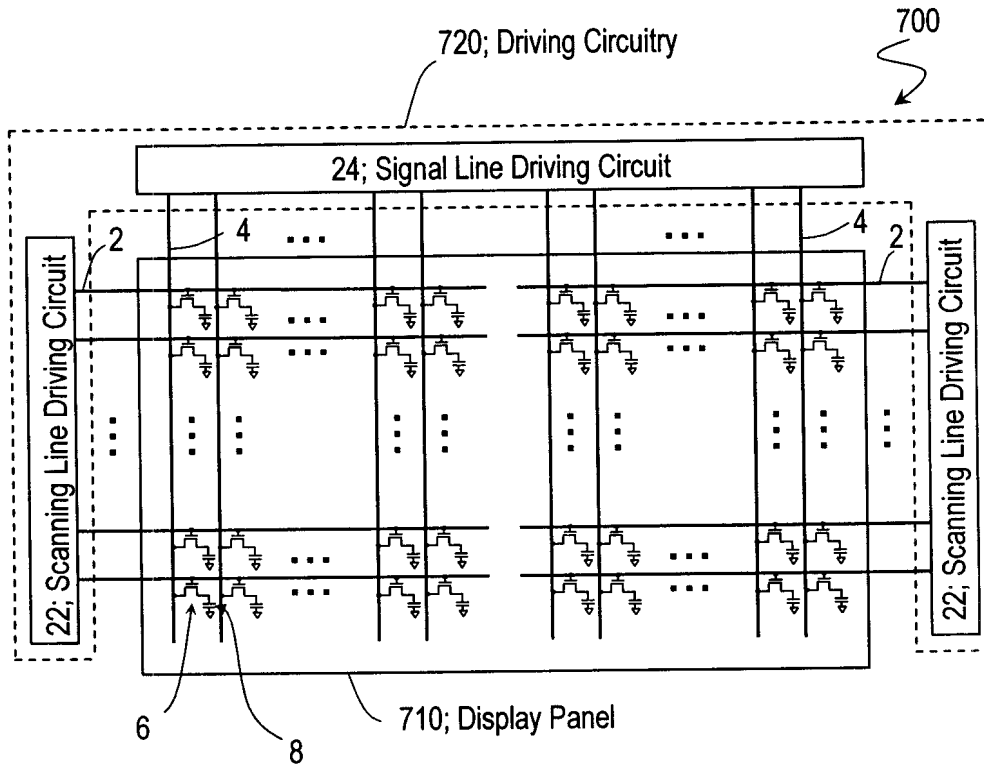 700
720; Driving Circuitry
24; Signal Line Driving Circuit
4
4
2
2
22; Scanning Line Driving Circuit
22; Scanning Line Driving Circuit
6
8
710; Display Panel